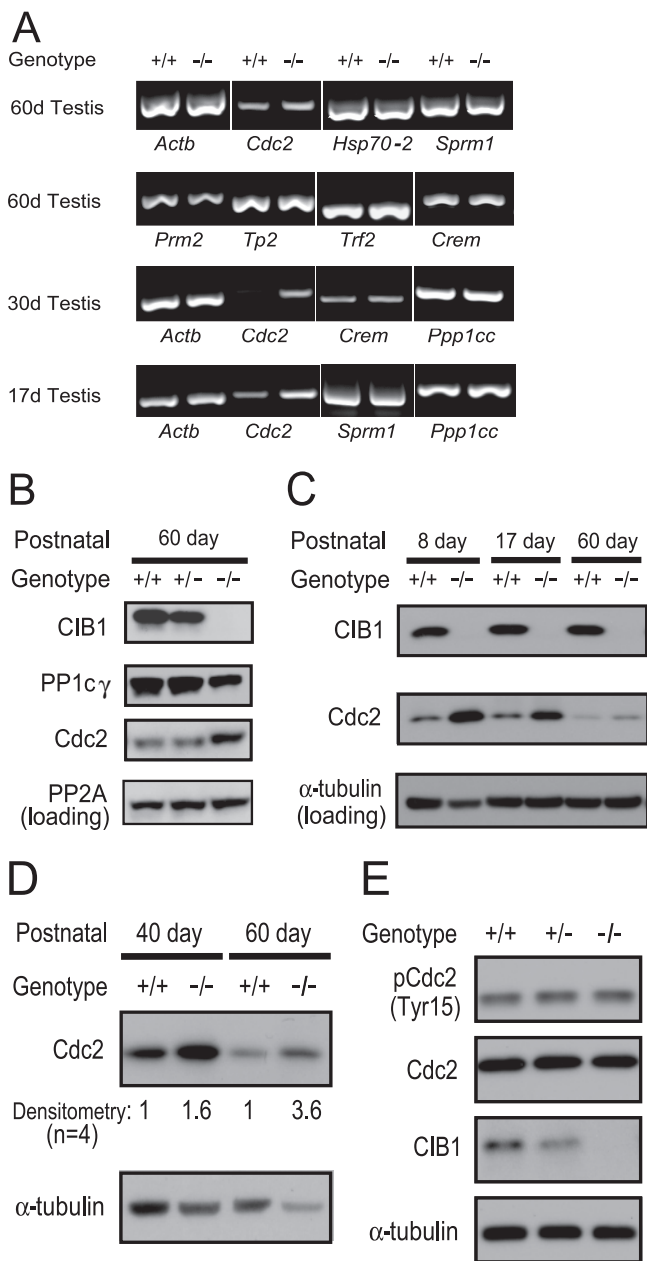 A
Genotype +/+ -/- +/+ -/- +/+ -/- +/+ -/-
60d Testis
Actb Cdc2 Hsp70-2 Sprm1
60d Testis
Prm2 Tp2 Trf2 Crem
30d Testis
Actb Cdc2 Crem Ppp1cc
17d Testis
Actb Cdc2 Sprm1 Ppp1cc
B
Postnatal 60 day
Genotype +/+ +/- -/-
CIB1
PP1cγ
Cdc2
PP2A
(loading)
C
Postnatal 8 day 17 day 60 day
Genotype +/+ -/- +/+ -/- +/+ -/-
CIB1
Cdc2
α-tubulin
(loading)
D
Postnatal 40 day 60 day
Genotype +/+ -/- +/+ -/-
Cdc2
Densitometry: 1 1.6 1 3.6
(n=4)
α-tubulin
E
Genotype +/+ +/- -/-
pCdc2
(Tyr15)
Cdc2
CIB1
α-tubulin